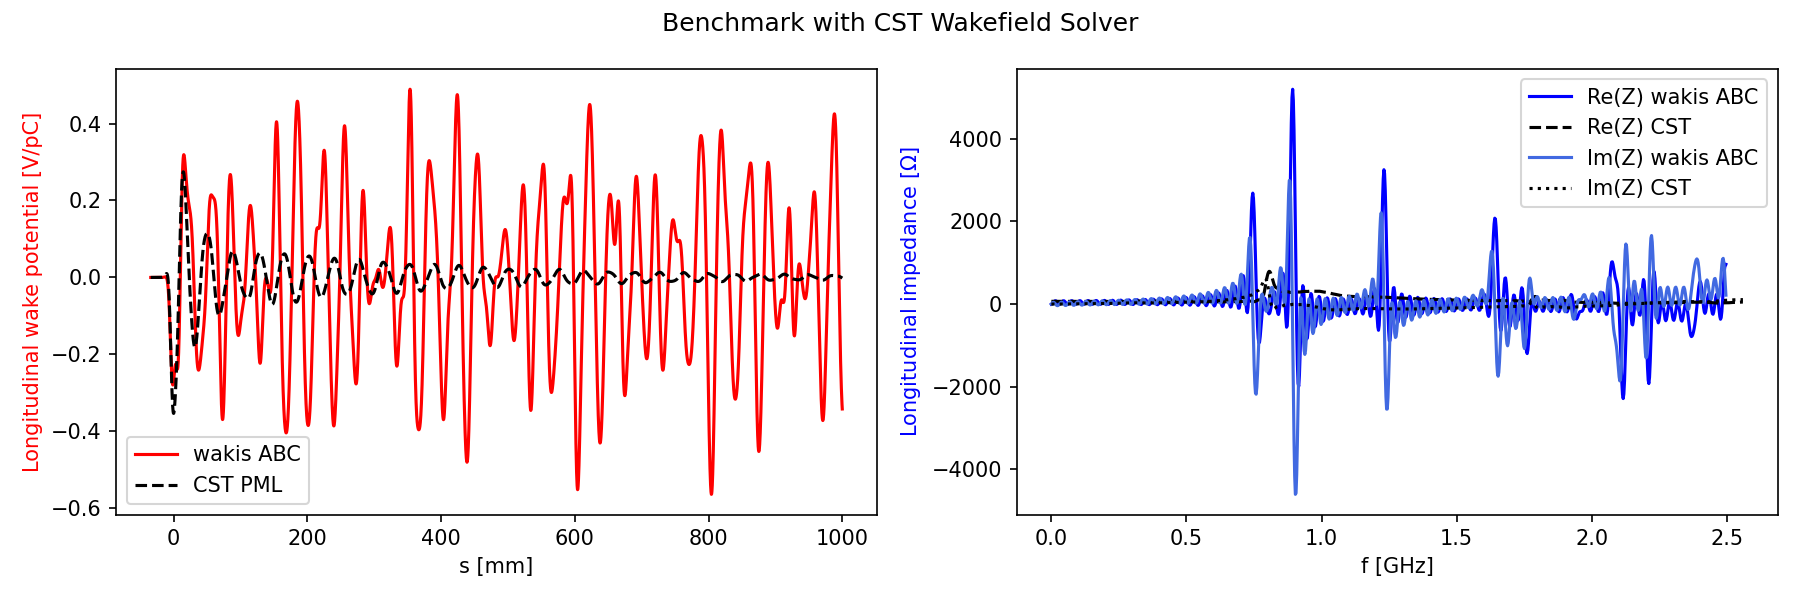 Benchmark with CST Wakefield Solver
Longitudinal wake potential [V/pC]
0.4
0.2
0.0
−0.2
−0.4
−0.6
wakis ABC
CST PML
0
200
400
600
800
1000
s [mm]
Longitudinal impedance [Ω]
4000
2000
0
−2000
−4000
Re(Z) wakis ABC
Re(Z) CST
Im(Z) wakis ABC
Im(Z) CST
0.0
0.5
1.0
1.5
2.0
2.5
f [GHz]